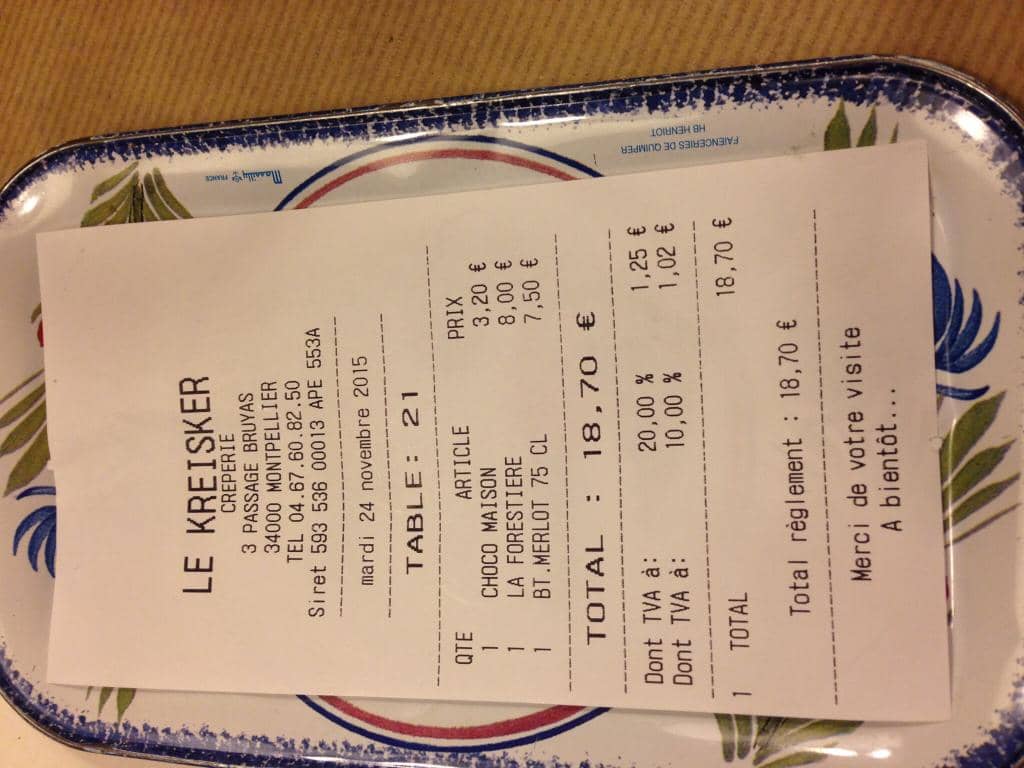 LE KREISKER
CREPERIE
3 PASSAGE BRUYAS
34000 MONTPELLIER
TEL 04.67.60.82.50
Siret 593 536 00013 APE 553A
mardi 24 novembre 2015
TABLE : 21
QTE ARTICLE PRIX
1 CHOCO MAISON 3,20 €
1 LA FORESTIERE 8,00 €
1 BT.MERLOT 75 CL 7,50 €
TOTAL : 18,70 €
Dont TVA à: 20,00 % 1,25 €
Dont TVA à: 10,00 % 1,02 €
1 TOTAL 18,70 €
Total règlement : 18,70 €
Merci de votre visite
A bientôt...
Massilly FRANCE
FAIENCERIES DE QUIMPER
HB HENRIOT